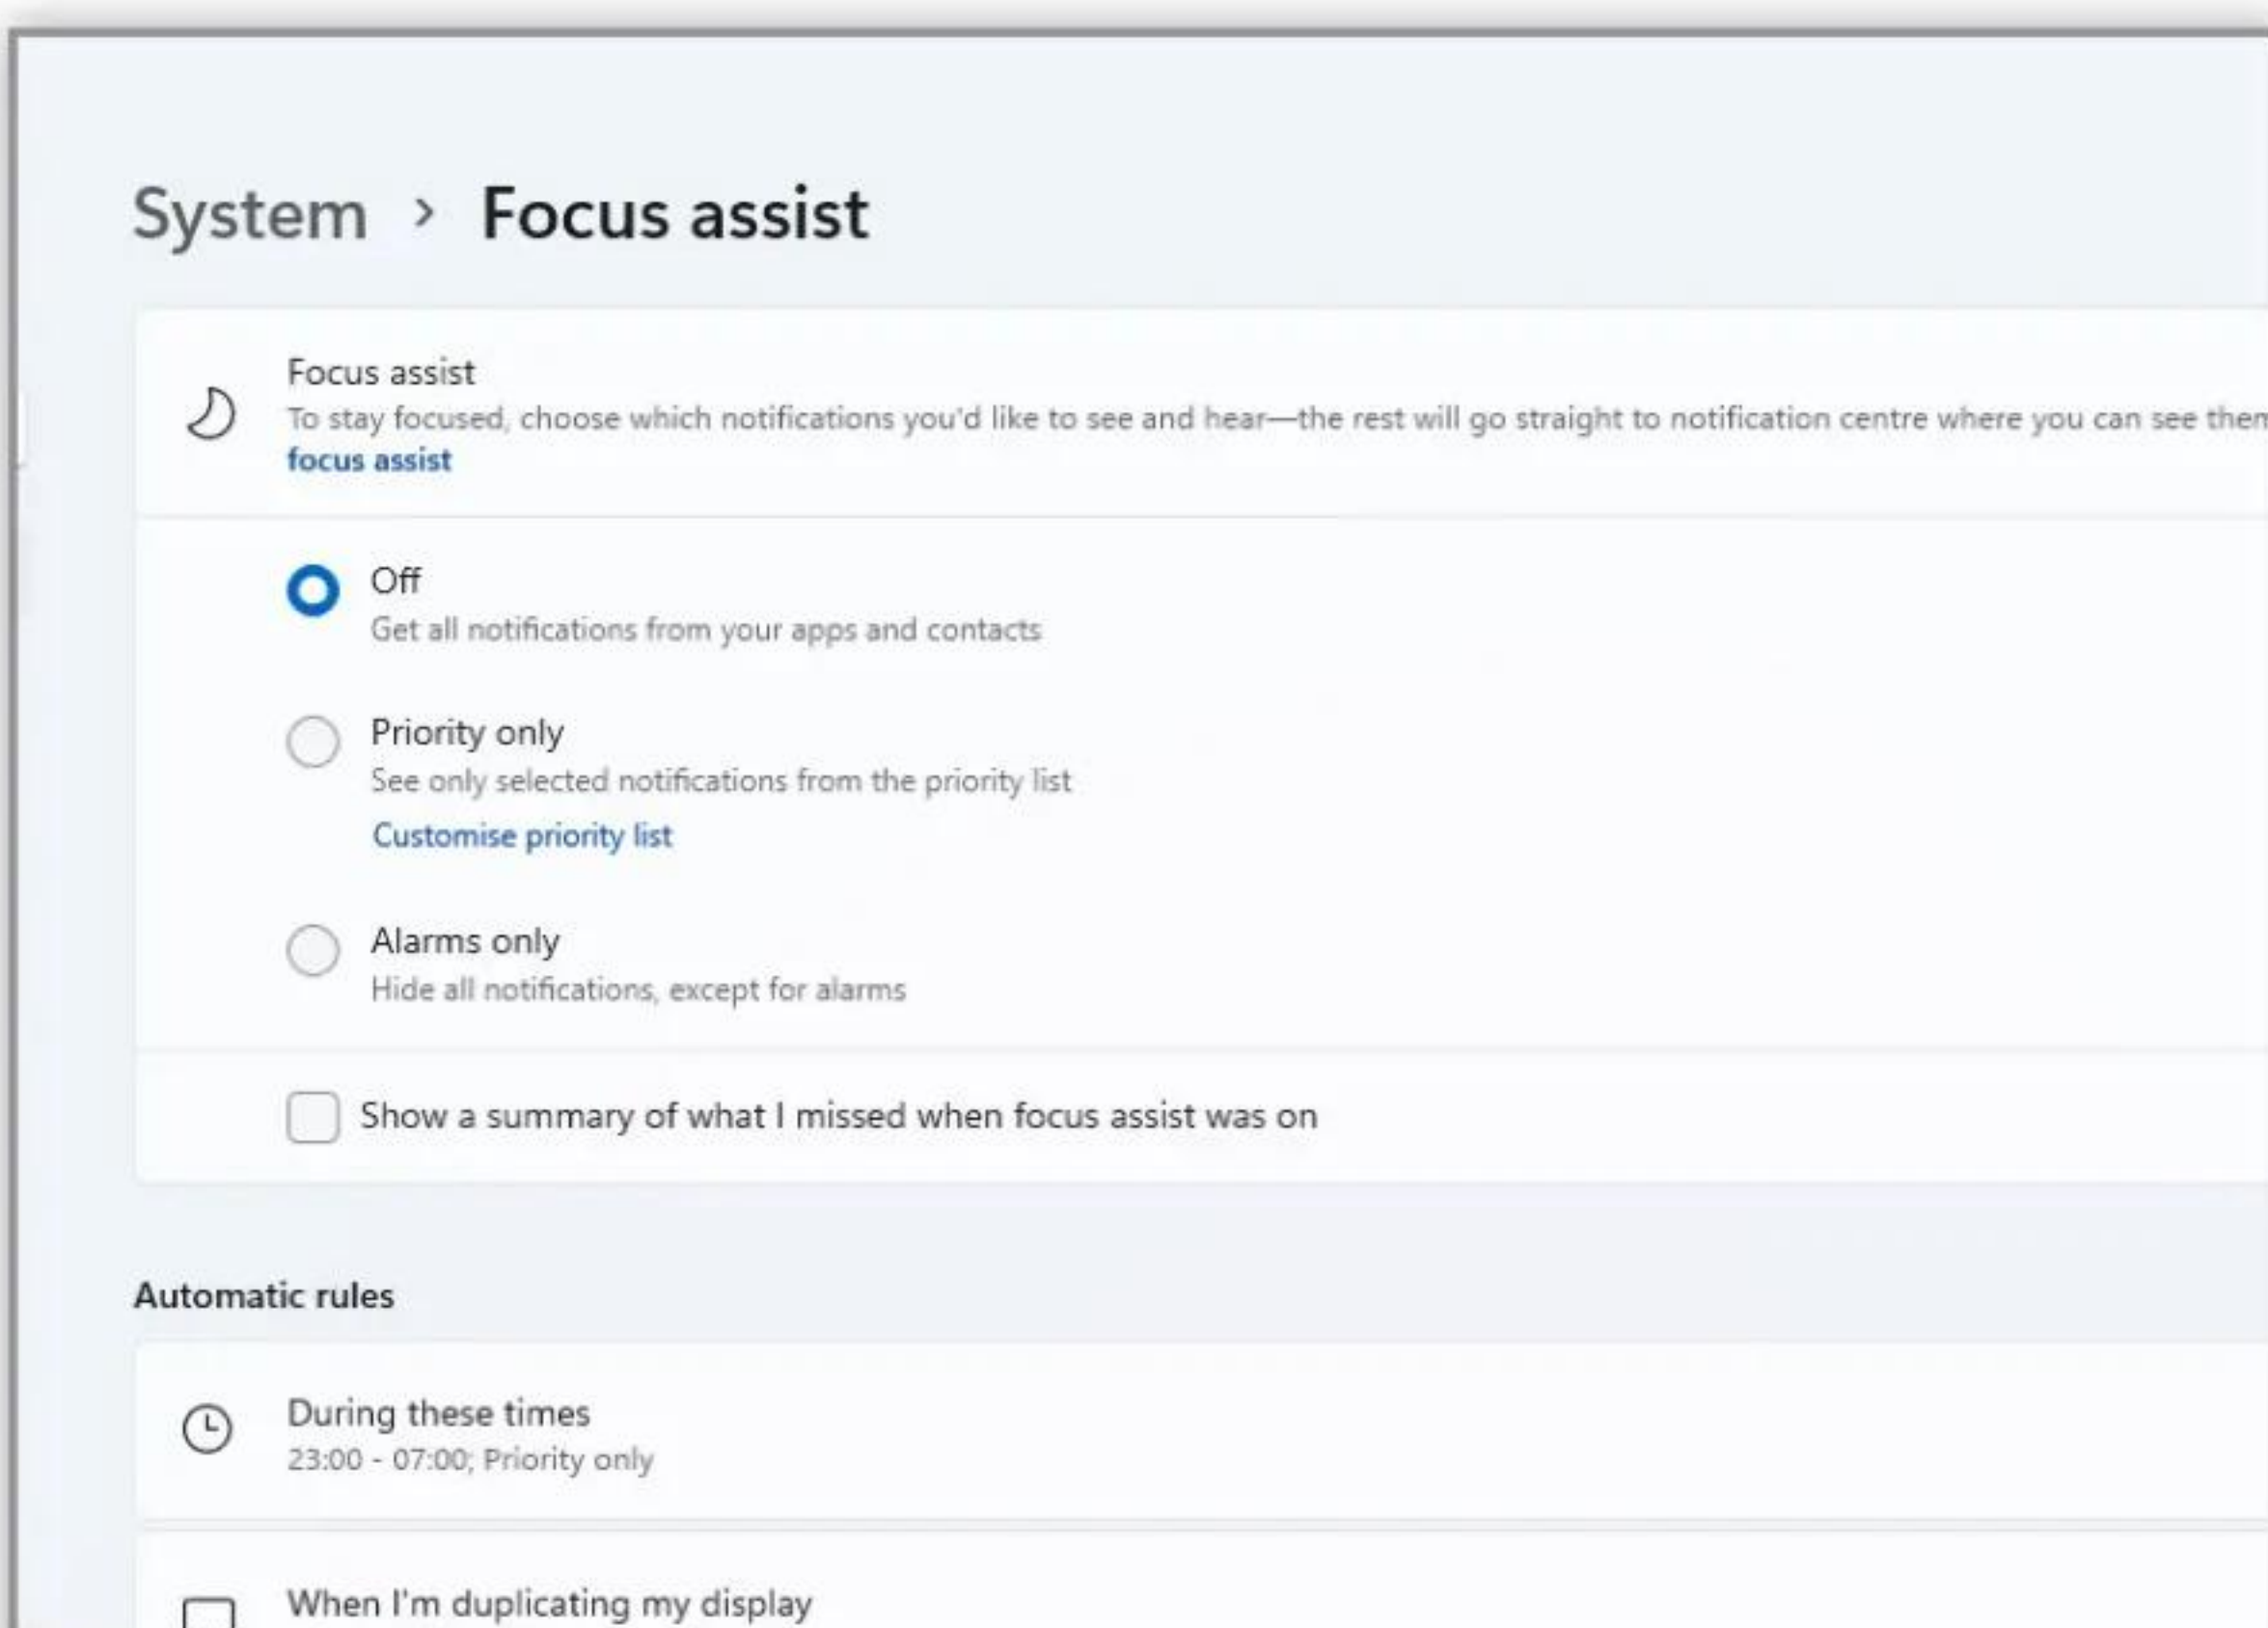 System > Focus assist
Focus assist
To stay focused, choose which notifications you'd like to see and hear—the rest will go straight to notification centre where you can see
focus assist
Off
Get all notifications from your apps and contacts
Priority only
See only selected notifications from the priority list
Customise priority list
Alarms only
Hide all notifications, except for alarms
Show a summary of what I missed when focus assist was on
Automatic rules
During these times
23:00 - 07:00; Priority only
When I'm duplicating my display